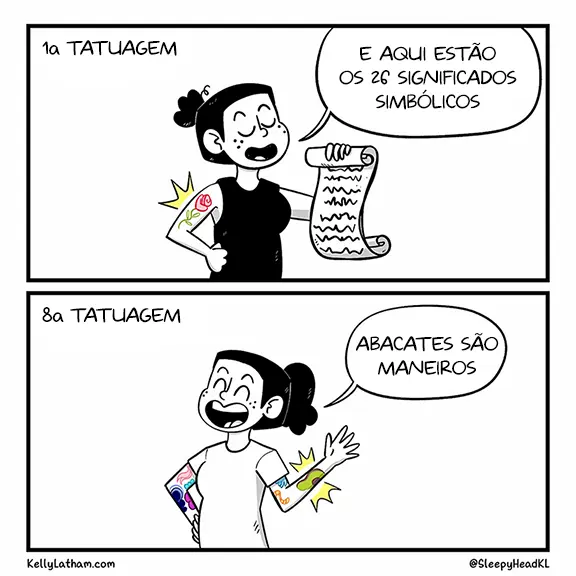 1a TATUAGEM
E AQUI ESTÃO
OS 26 SIGNIFICADOS
SIMBÓLICOS
8a TATUAGEM
ABACATES SÃO
MANEIROS
KELLYLATHAM.COM
@SLEEPYHEADKL